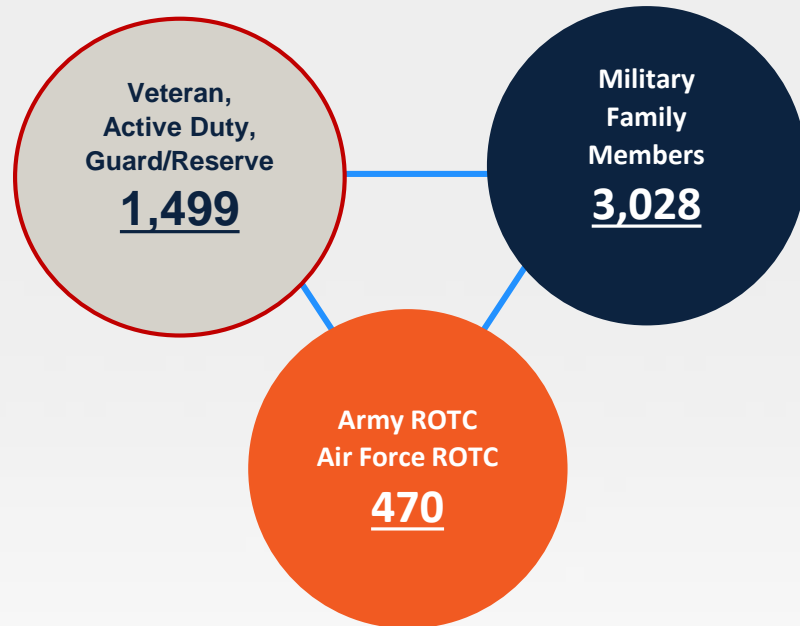 Veteran,
Active Duty,
Guard/Reserve
1,499
Military
Family
Members
3,028
Army ROTC
Air Force ROTC
470